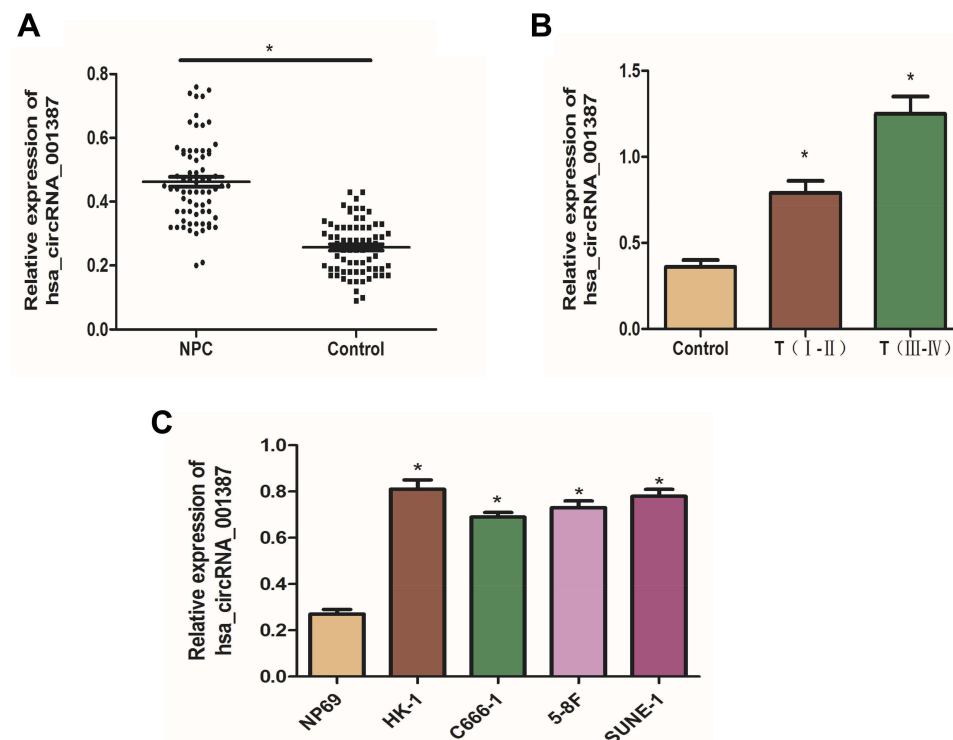 A
*
Relative expression of
hsa_circRNA_001387
0.8
0.6
0.4
0.2
0.0
NPC
Control
B
Relative expression of
hsa_circRNA_001387
1.5
1.0
0.5
0.0
*
*
Control
T（Ⅰ-Ⅱ）
T（III-IV）
C
Relative expression of
hsa_circRNA_001387
1.0
0.8
0.6
0.4
0.2
0.0
*
*
*
*
NP69
HK-1
C666-1
5-8F
SUNE-1